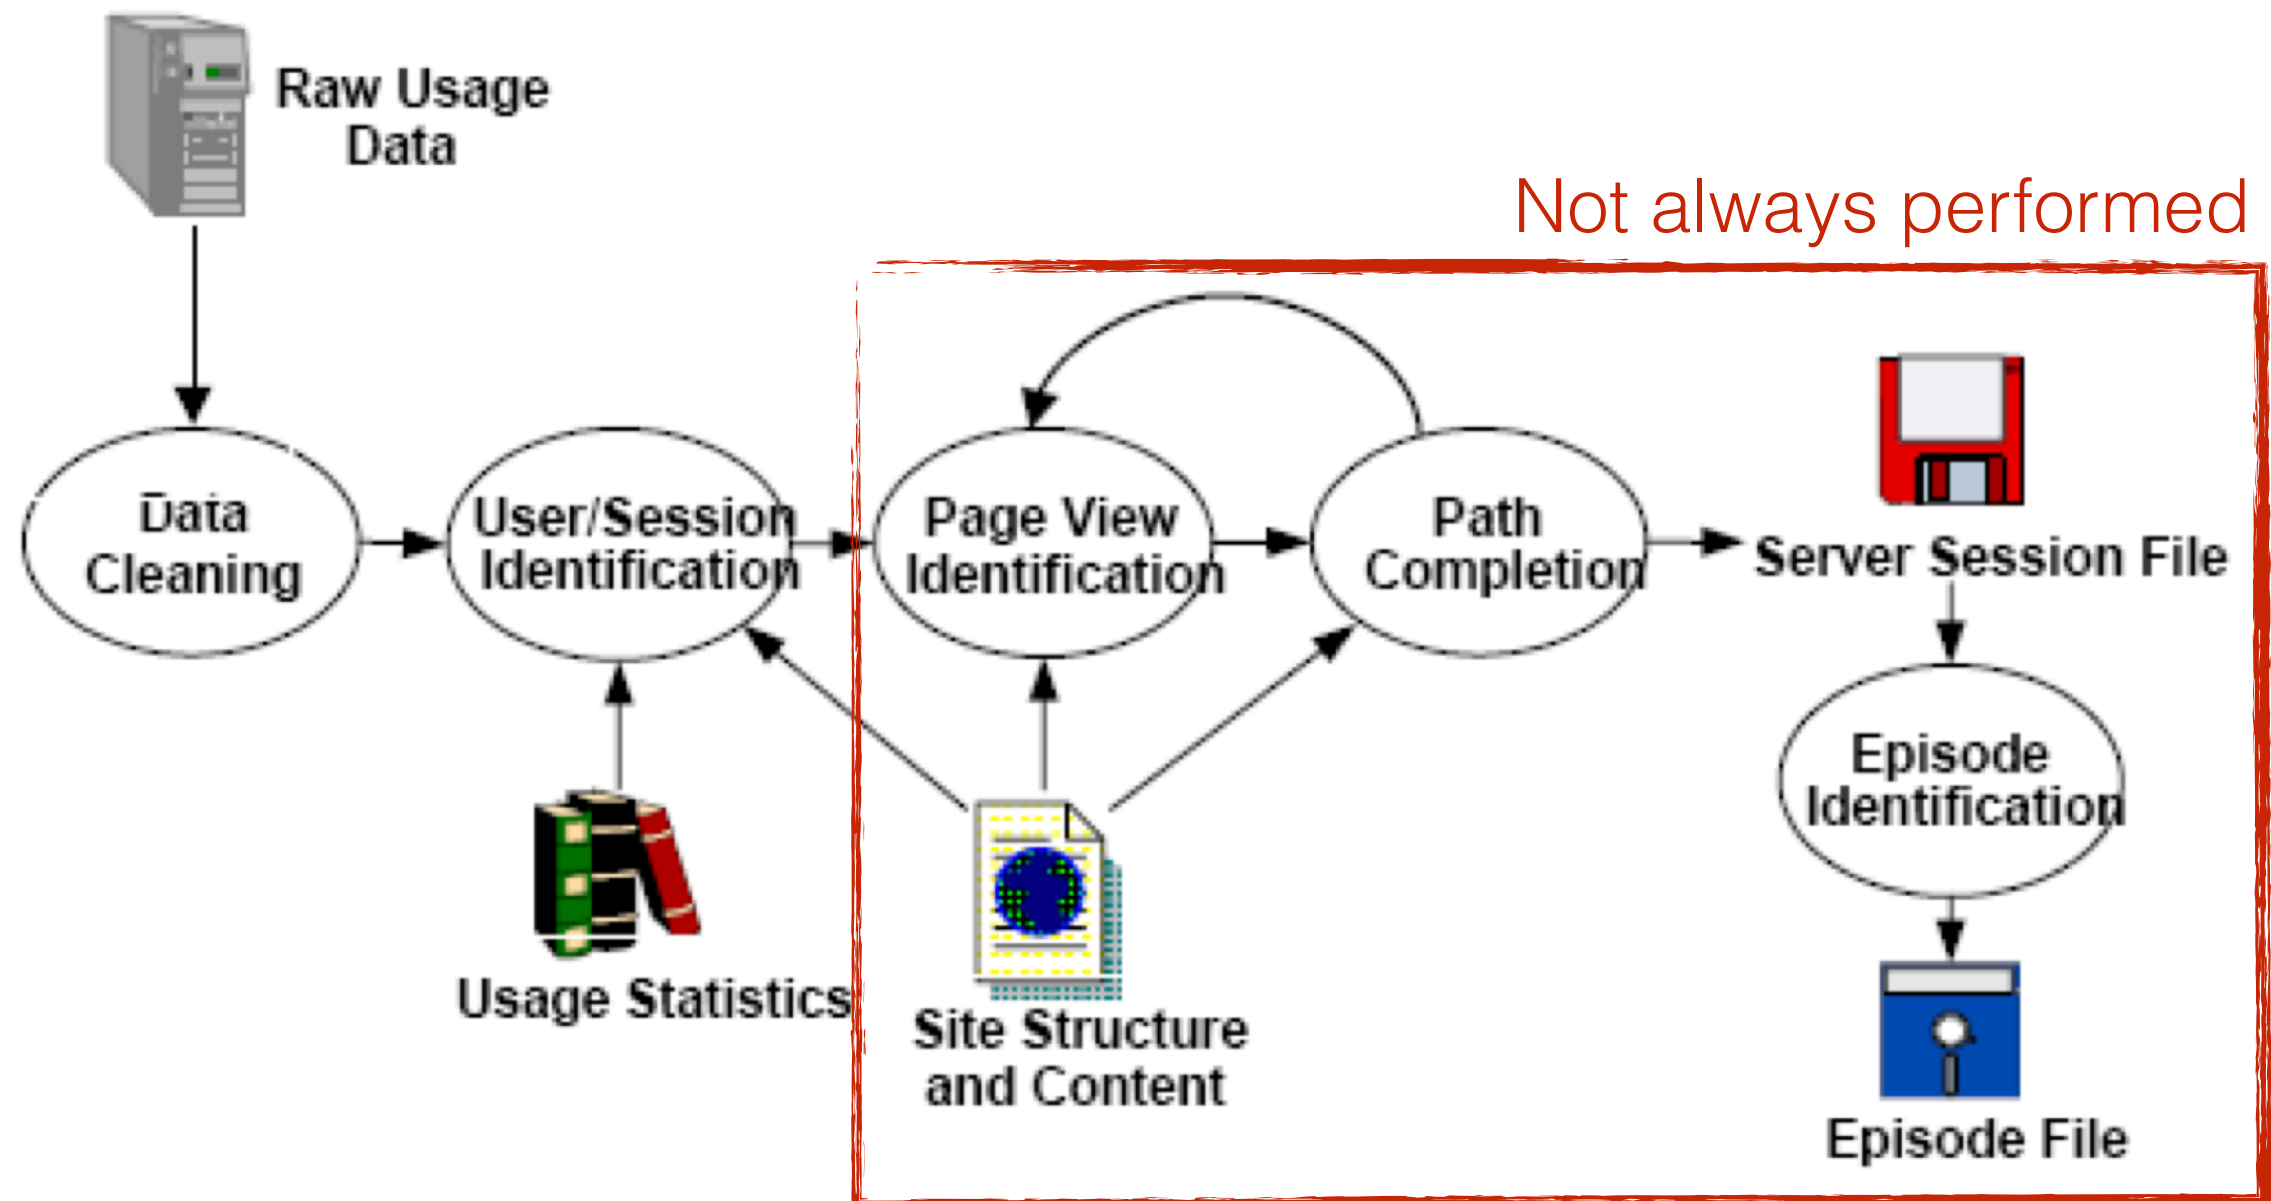 Raw Usage
Data
Not always performed
Data
Cleaning
User/Session
Identification
Page View
Identification
Path
Completion
Server Session File
Episode
Identification
Usage Statistics
Site Structure
and Content
Episode File